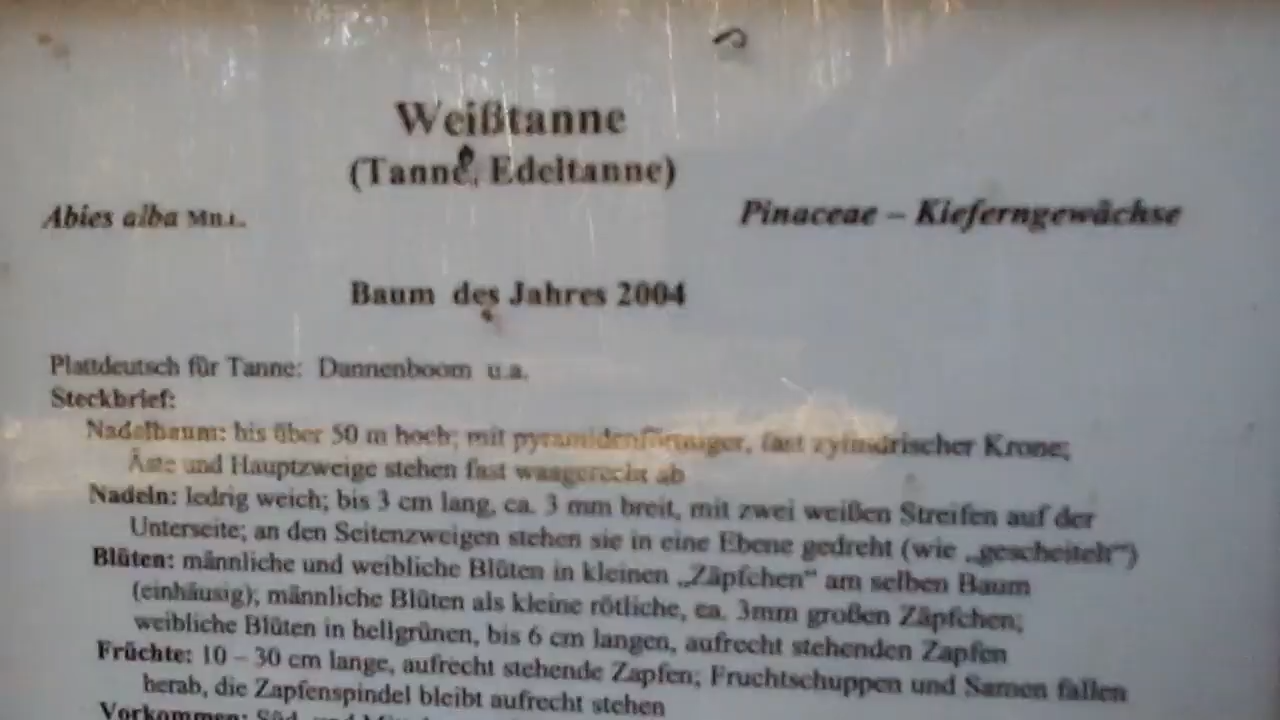 Weißtanne
(Tanne, Edeltanne)
Abies alba Mill.
Pinaceae – Kieferngewächse
Baum des Jahres 2004
Plattdeutsch für Tanne: Dannenboom u.a.
Steckbrief:
Nadelbaum: bis über 50 m hoch; mit pyramidenförmiger, fast zylindrischer Krone;
Äste und Hauptzweige stehen fast waagerecht ab
Nadeln: ledrig weich; bis 3 cm lang, ca. 3 mm breit, mit zwei weißen Streifen auf der
Unterseite; an den Seitenzweigen stehen sie in eine Ebene gedreht (wie „gescheitelt“)
Blüten: männliche und weibliche Blüten in kleinen „Zäpfchen“ am selben Baum
(einhäusig); männliche Blüten als kleine rötliche, ca. 3mm großen Zäpfchen;
weibliche Blüten in hellgrünen, bis 6 cm langen, aufrecht stehenden Zapfen
Früchte: 10 – 30 cm lange, aufrecht stehende Zapfen; Fruchtschuppen und Samen fallen
herab, die Zapfenspindel bleibt aufrecht stehen
Vorkommen: Süd- und